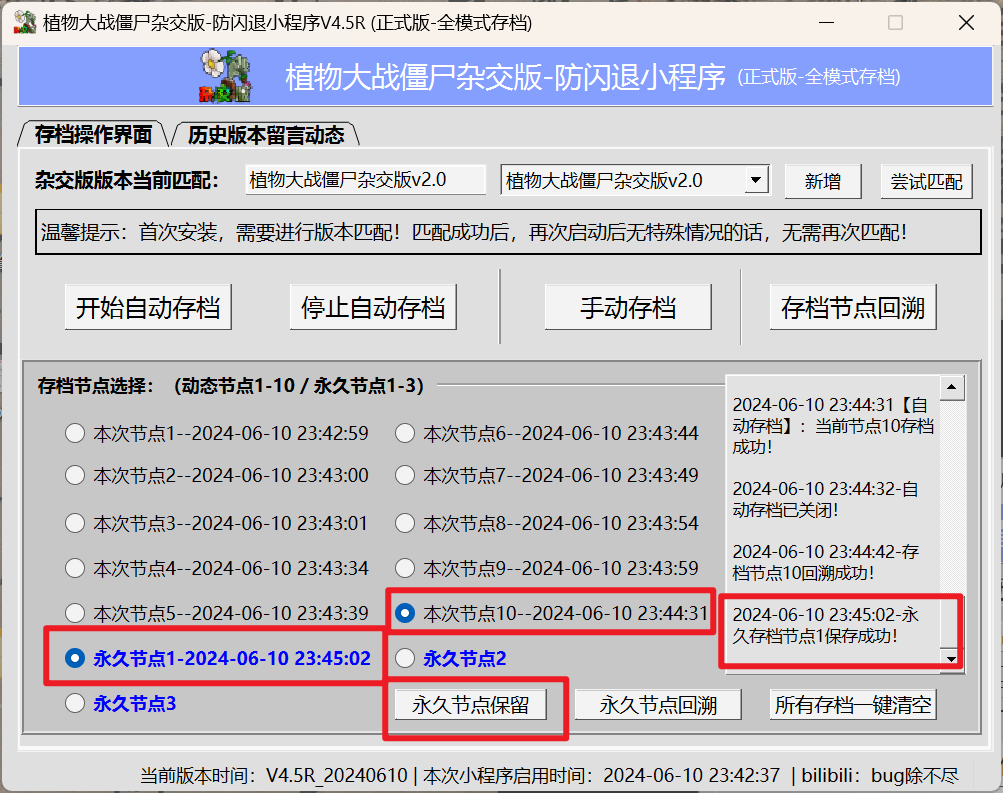 植物大战僵尸杂交版-防闪退小程序V4.5R (正式版-全模式存档)
植物大战僵尸杂交版-防闪退小程序 (正式版-全模式存档)
存档操作界面 历史版本留言动态
杂交版版本当前匹配： 植物大战僵尸杂交版v2.0 植物大战僵尸杂交版v2.0 新增 尝试匹配
温馨提示：首次安装，需要进行版本匹配！匹配成功后，再次启动后无特殊情况的话，无需再次匹配！
开始自动存档 停止自动存档 手动存档 存档节点回溯
存档节点选择：（动态节点1-10 / 永久节点1-3）
本次节点1--2024-06-10 23:42:59 本次节点6--2024-06-10 23:43:44
本次节点2--2024-06-10 23:43:00 本次节点7--2024-06-10 23:43:49
本次节点3--2024-06-10 23:43:01 本次节点8--2024-06-10 23:43:54
本次节点4--2024-06-10 23:43:34 本次节点9--2024-06-10 23:43:59
本次节点5--2024-06-10 23:43:39 本次节点10--2024-06-10 23:44:31
永久节点1-2024-06-10 23:45:02 永久节点2
永久节点3 永久节点保留 永久节点回溯 所有存档一键清空
2024-06-10 23:44:31【自
动存档】：当前节点10存档
成功！
2024-06-10 23:44:32-自
动存档已关闭！
2024-06-10 23:44:42-存
档节点10回溯成功！
2024-06-10 23:45:02-永
久存档节点1保存成功！
当前版本时间：V4.5R_20240610 | 本次小程序启用时间：2024-06-10 23:42:37 | bilibili：bug除不尽